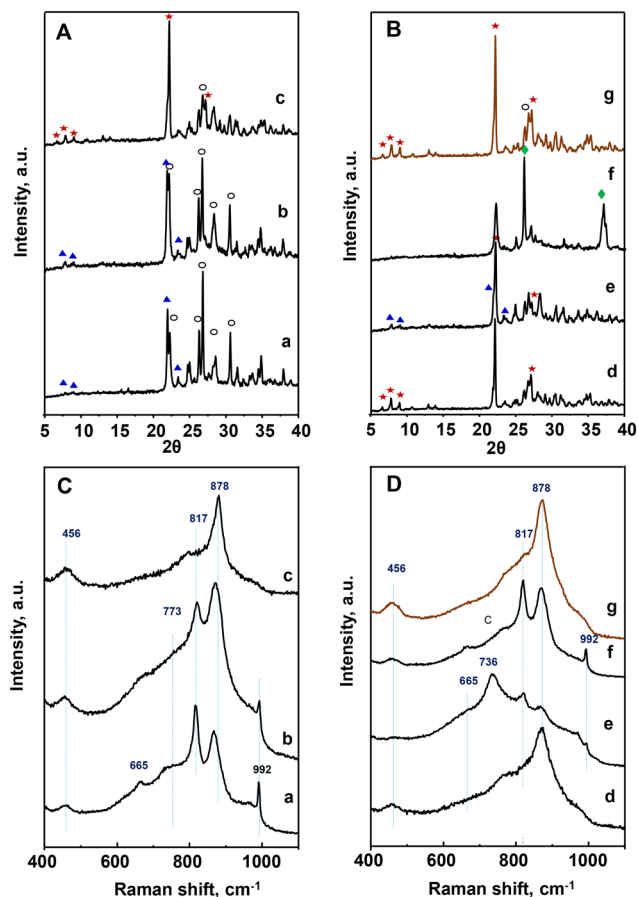 A
B
c
b
a
g
f
e
d
Intensity, a.u.
Intensity, a.u.
5 10 15 20 25 30 35 40
5 10 15 20 25 30 35 40
2θ
2θ
C
878
817
456
c
773
b
665
992
a
D
878
817
456
g
C
992
f
736
665
e
d
Intensity, a.u.
Intensity, a.u.
400 600 800 1000
400 600 800 1000
Raman shift, cm-1
Raman shift, cm-1